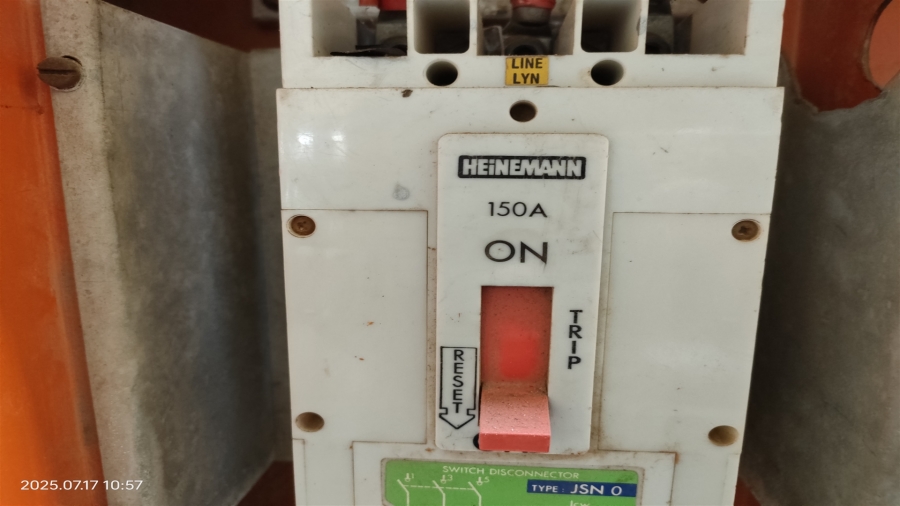 LINE
LYN
HEINEMANN
150A
ON
TRIP
RESET
SWITCH DISCONNECTOR
TYPE: JSN 0
2025.07.17 10:57